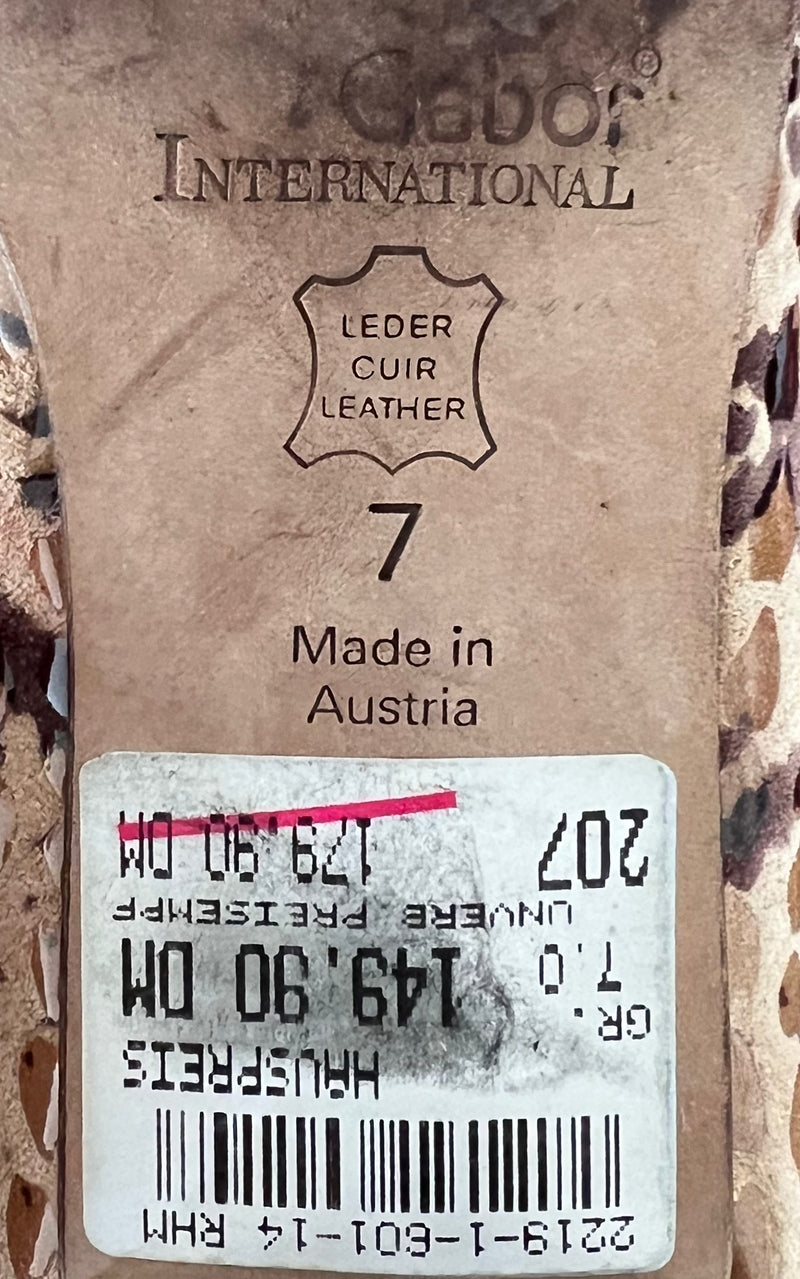 Gabor®
INTERNATIONAL
LEDER
CUIR
LEATHER
7
Made in
Austria
2219-1-601-14 RHM
HAUSPREIS
GR.
7.0 149.90 DM
UNVERB PREISEMPF
207 179.90 DM